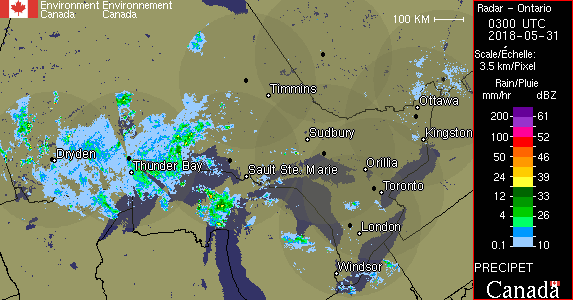 Environment Environnement
Canada Canada
100 KM
Timmins
Ottawa
Sudbury
Kingston
Dryden
Thunder Bay
Sault Ste. Marie
Orillia
Toronto
London
Windsor
Radar - Ontario
0300 UTC
2018-05-31
Scale/Échelle:
3.5 km/Pixel
Rain/Pluie
mm/hr dBZ
200 61
100 52
50 46
24 39
12 33
4 26
0.1 10
PRECIPET
Canada